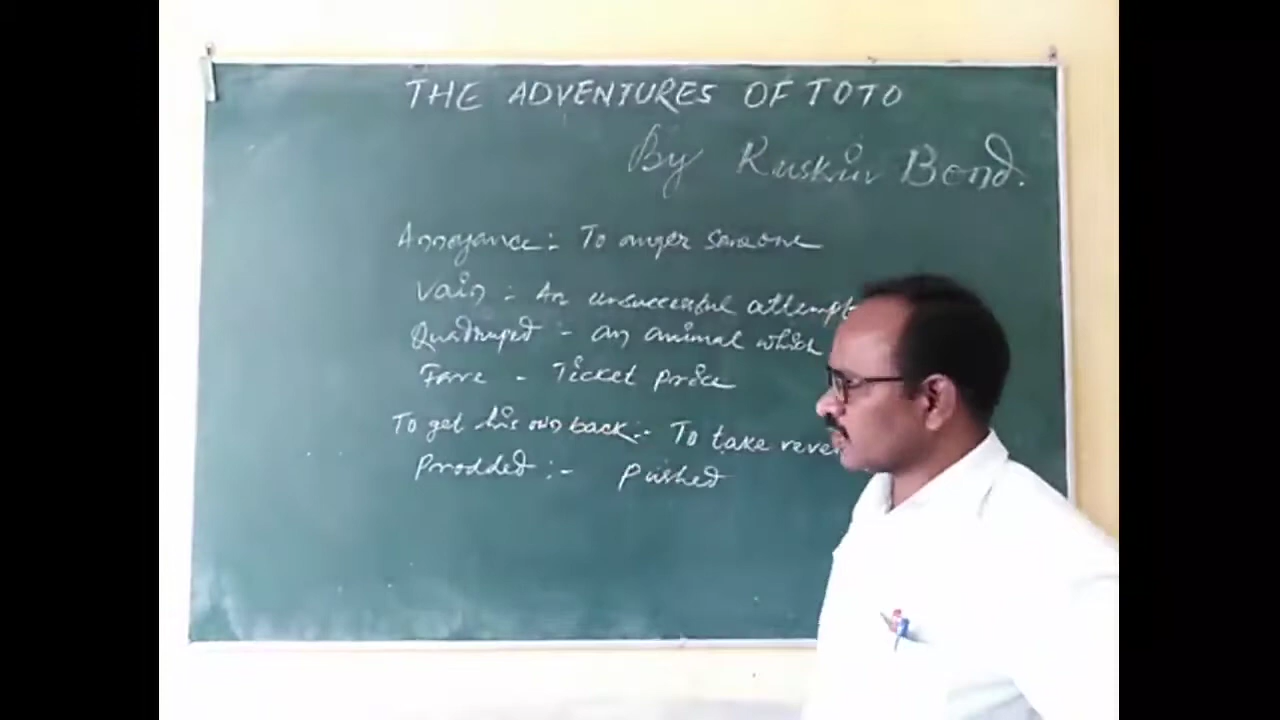 THE ADVENTURES OF TOTO
By Ruskin Bond.
Annoyance :- To anger someone
Vain :- An unsuccessful attempt
Quadruped - an animal which
Fare - Ticket price
To get his own back :- To take reve
Prodded :- Pushed